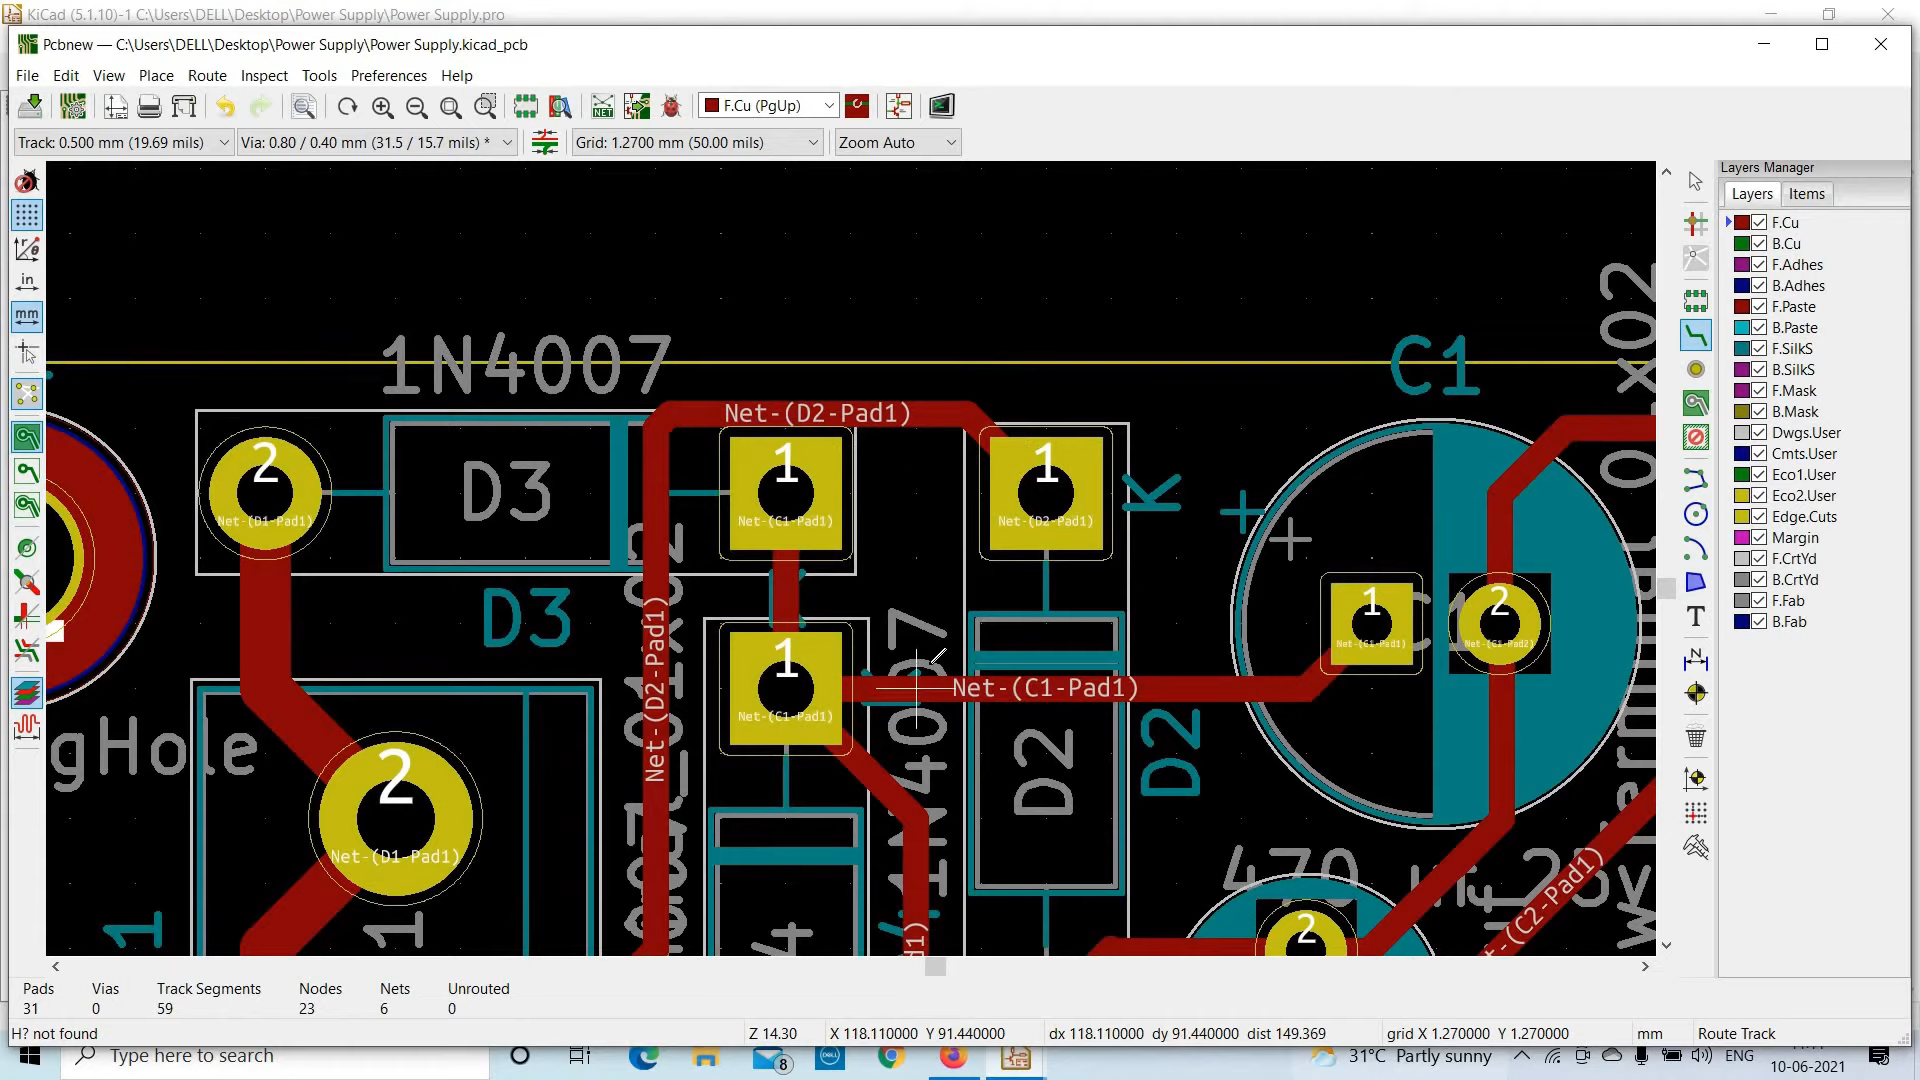 KiCad (5.1.10)-1 C:\Users\DELL\Desktop\Power Supply\Power Supply.pro
Pcbnew — C:\Users\DELL\Desktop\Power Supply\Power Supply.kicad_pcb
File Edit View Place Route Inspect Tools Preferences Help
NET F.Cu (PgUp)
Track: 0.500 mm (19.69 mils) Via: 0.80 / 0.40 mm (31.5 / 15.7 mils) * Grid: 1.2700 mm (50.00 mils) Zoom Auto
in
mm
Layers Manager
Layers Items
F.Cu
B.Cu
F.Adhes
B.Adhes
F.Paste
B.Paste
F.SilkS
B.SilkS
F.Mask
B.Mask
Dwgs.User
Cmts.User
Eco1.User
Eco2.User
Edge.Cuts
Margin
F.CrtYd
B.CrtYd
F.Fab
B.Fab
1N4007
C1
Net-(D2-Pad1)
2
Net-(D1-Pad1)
D3
1
Net-(C1-Pad1)
1
Net-(D2-Pad1)
K
+
+
D3
Net-(D2-Pad1)
1
Net-(C1-Pad1)
Net-(C1-Pad1)
1N4007
1
Net-(C1-Pad1)
2
Net-(C1-Pad2)
D2
D2
gHole
2
Net-(D1-Pad1)
1
1
4
470
2
-(C2-Pad1)
T
N
Pads Vias Track Segments Nodes Nets Unrouted
31 0 59 23 6 0
H? not found Z 14.30 X 118.110000 Y 91.440000 dx 118.110000 dy 91.440000 dist 149.369 grid X 1.270000 Y 1.270000 mm Route Track
Type here to search 8 DELL 31°C Partly sunny ENG
10-06-2021